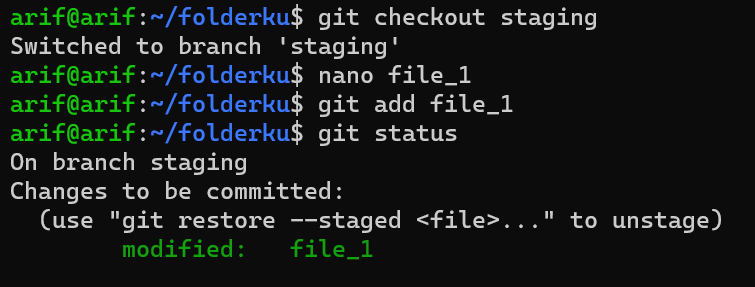 arif@arif:~/folderku$ git checkout staging
Switched to branch 'staging'
arif@arif:~/folderku$ nano file_1
arif@arif:~/folderku$ git add file_1
arif@arif:~/folderku$ git status
On branch staging
Changes to be committed:
  (use "git restore --staged <file>..." to unstage)
        modified:   file_1